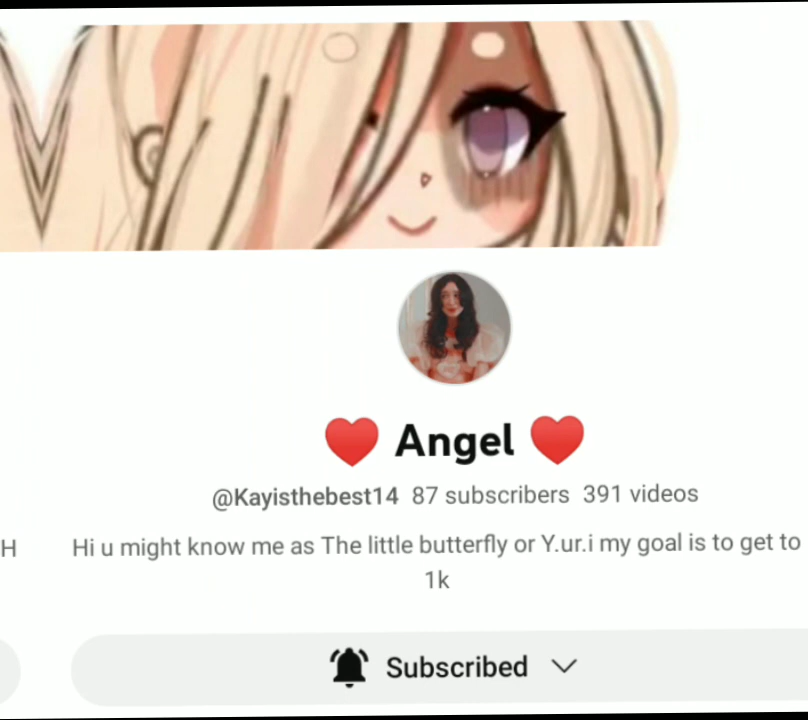 ❤️ Angel ❤️
@Kayisthebest14 87 subscribers 391 videos
H
Hi u might know me as The little butterfly or Y.ur.i my goal is to get to
1k
Subscribed